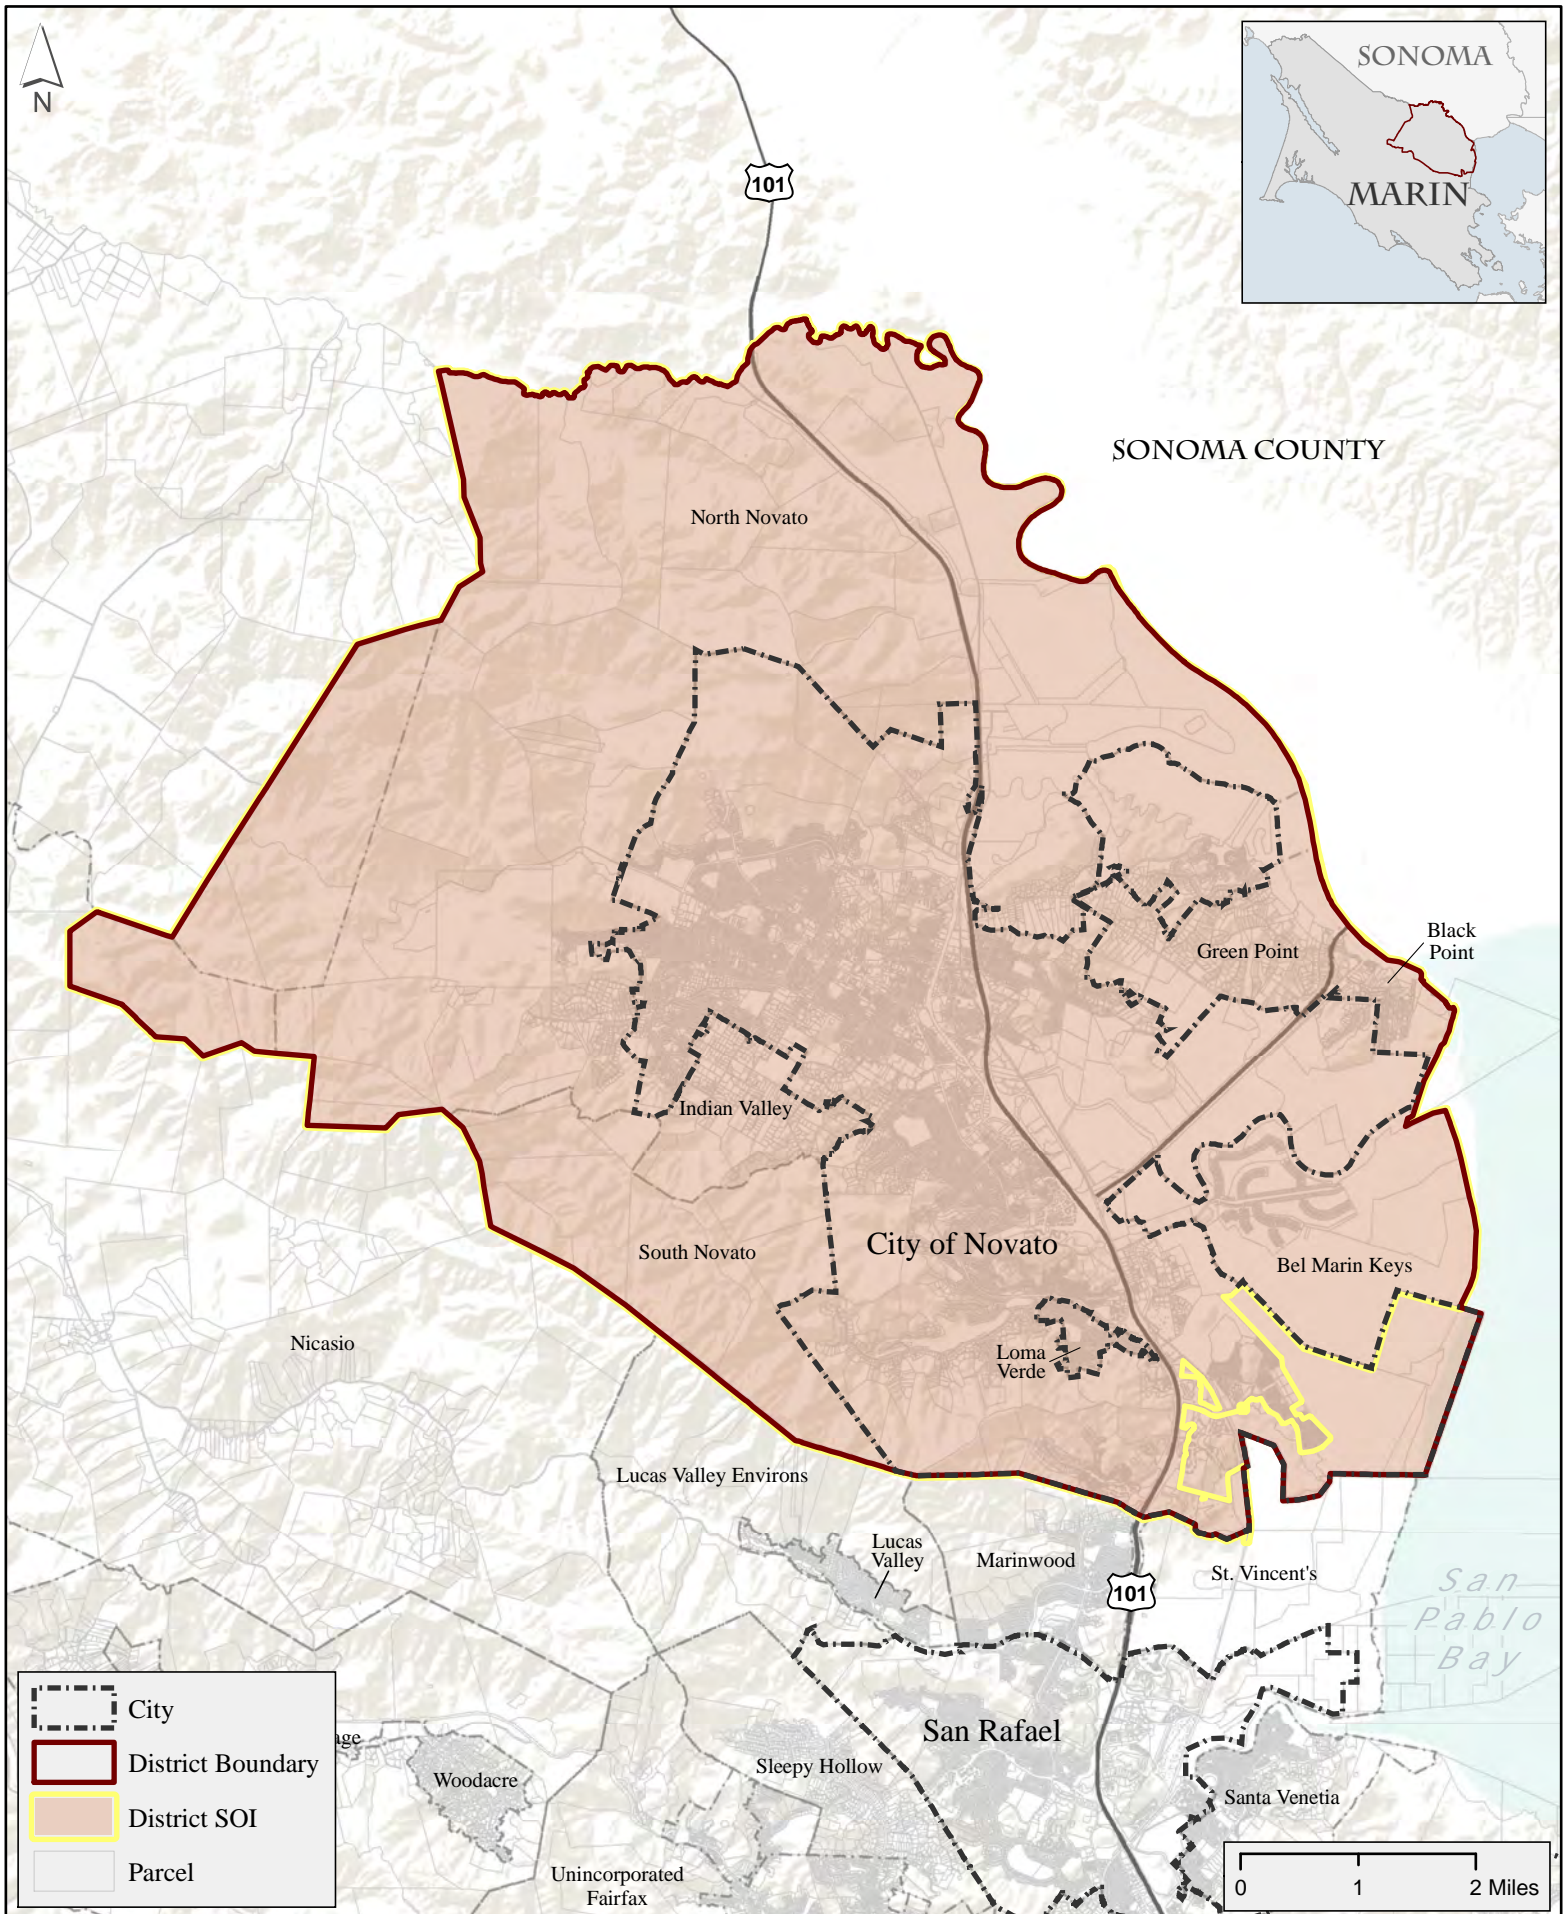 N
SONOMA
MARIN
101
SONOMA COUNTY
North Novato
Black
Point
Green Point
Indian Valley
City of Novato
South Novato
Bel Marin Keys
Nicasio
Loma
Verde
Lucas Valley Environs
Lucas
Valley
Marinwood
St. Vincent's
101
San
Pablo
Bay
San Rafael
Sleepy Hollow
Woodacre
Santa Venetia
Unincorporated
Fairfax
age
City
District Boundary
District SOI
Parcel
0 1 2 Miles